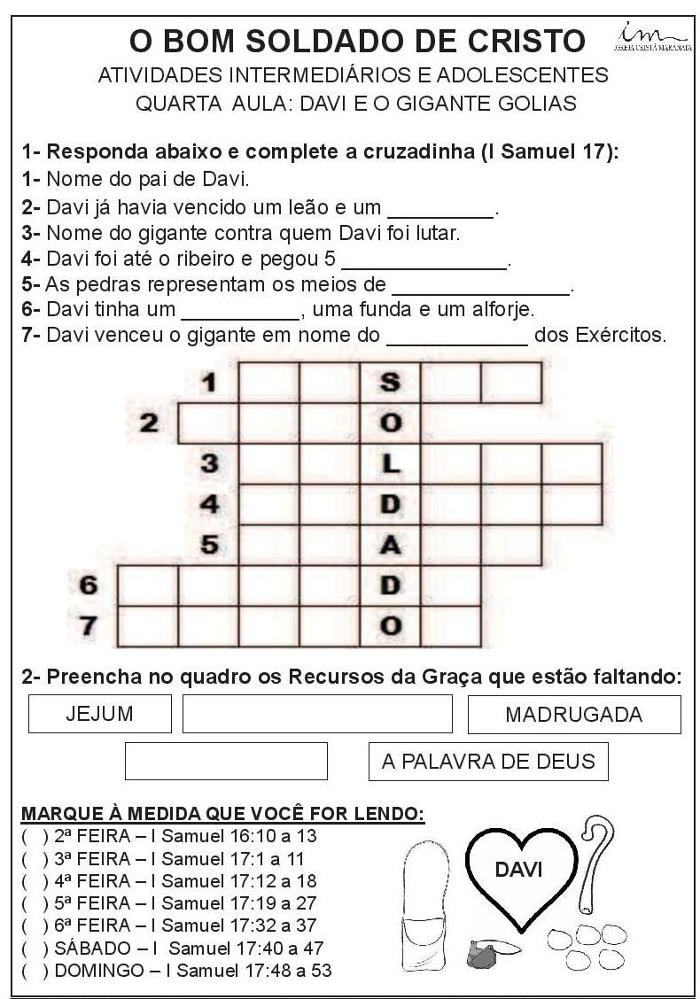 O BOM SOLDADO DE CRISTO
im
IGREJA CRISTÃ MARANATA
ATIVIDADES INTERMEDIÁRIOS E ADOLESCENTES
QUARTA AULA: DAVI E O GIGANTE GOLIAS
1- Responda abaixo e complete a cruzadinha (I Samuel 17):
1- Nome do pai de Davi.
2- Davi já havia vencido um leão e um _________.
3- Nome do gigante contra quem Davi foi lutar.
4- Davi foi até o ribeiro e pegou 5 ______________.
5- As pedras representam os meios de _______________.
6- Davi tinha um __________, uma funda e um alforje.
7- Davi venceu o gigante em nome do ____________ dos Exércitos.
1 S
2 O
3 L
4 D
5 A
6 D
7 O
2- Preencha no quadro os Recursos da Graça que estão faltando:
JEJUM MADRUGADA
A PALAVRA DE DEUS
MARQUE À MEDIDA QUE VOCÊ FOR LENDO:
( ) 2ª FEIRA – I Samuel 16:10 a 13
( ) 3ª FEIRA – I Samuel 17:1 a 11
( ) 4ª FEIRA – I Samuel 17:12 a 18
( ) 5ª FEIRA – I Samuel 17:19 a 27
( ) 6ª FEIRA – I Samuel 17:32 a 37
( ) SÁBADO – I Samuel 17:40 a 47
( ) DOMINGO – I Samuel 17:48 a 53
DAVI